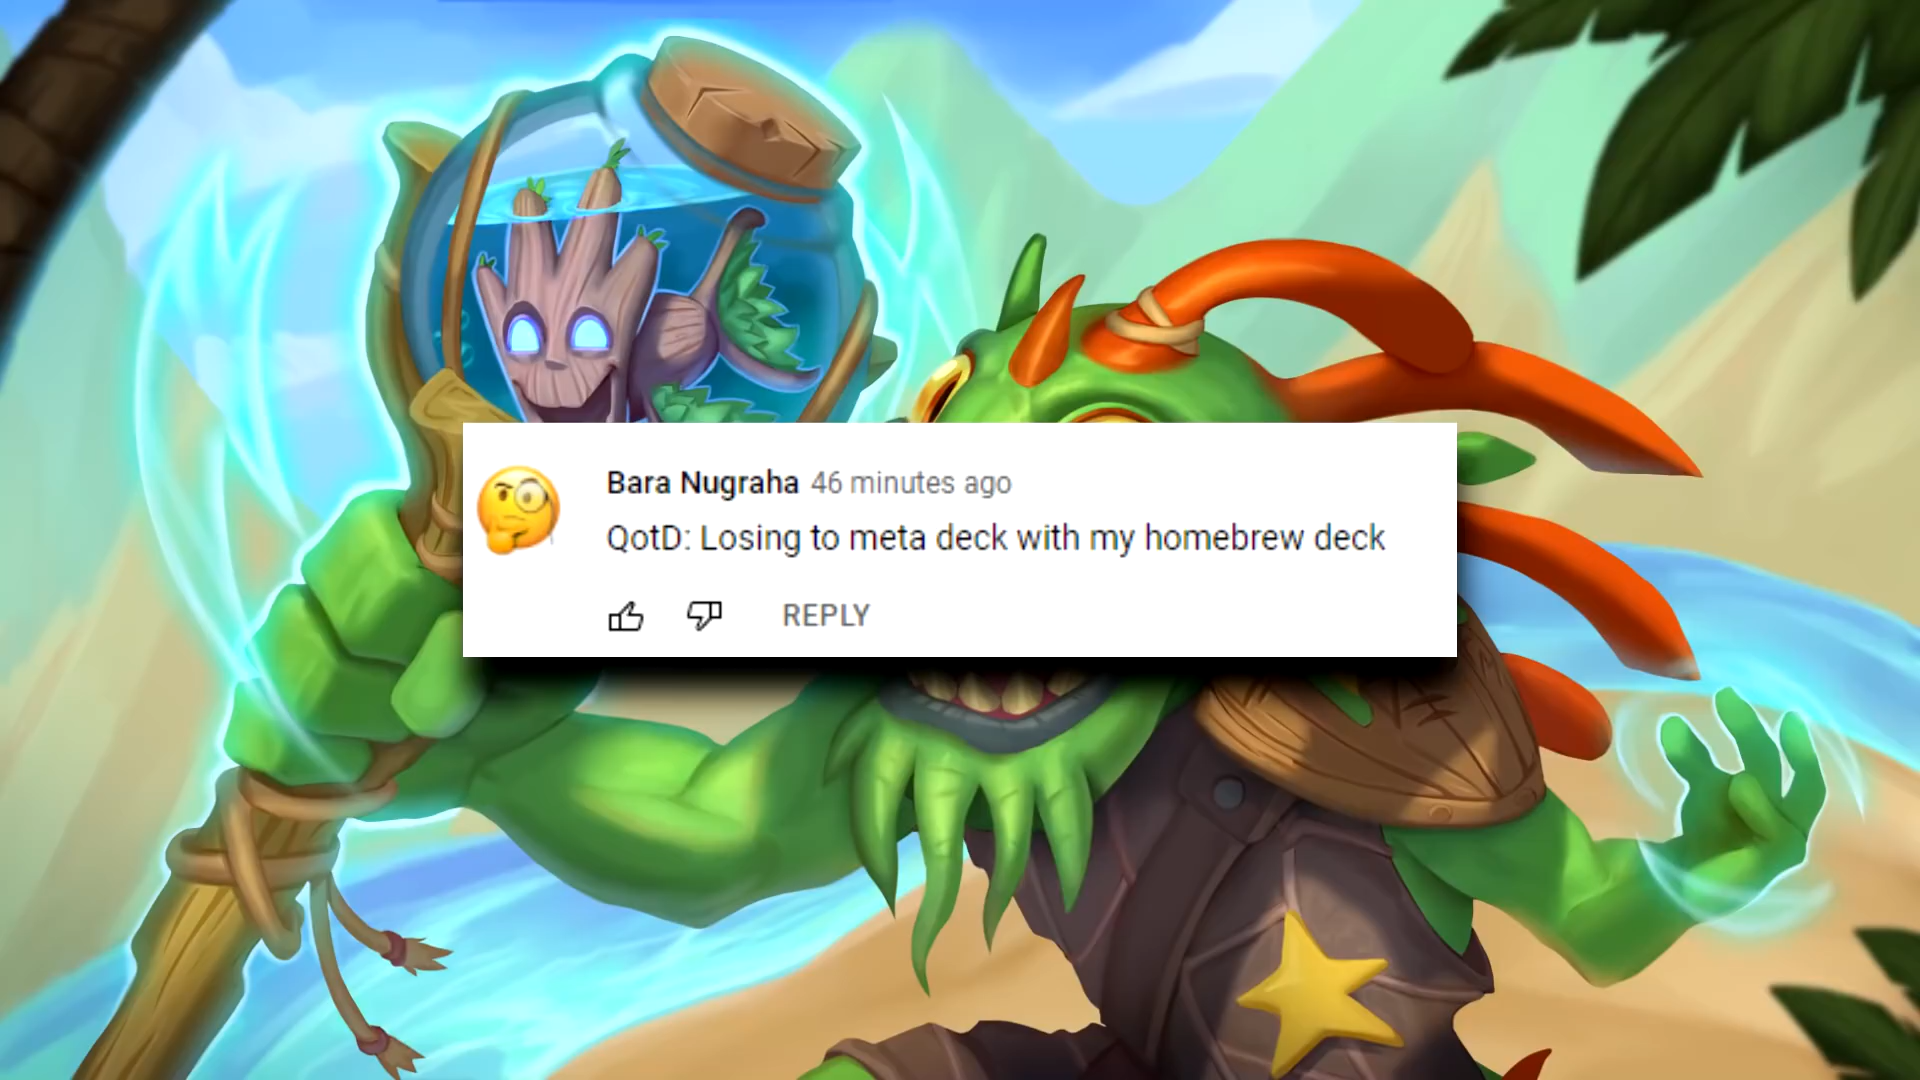 Bara Nugraha 46 minutes ago
QotD: Losing to meta deck with my homebrew deck
REPLY